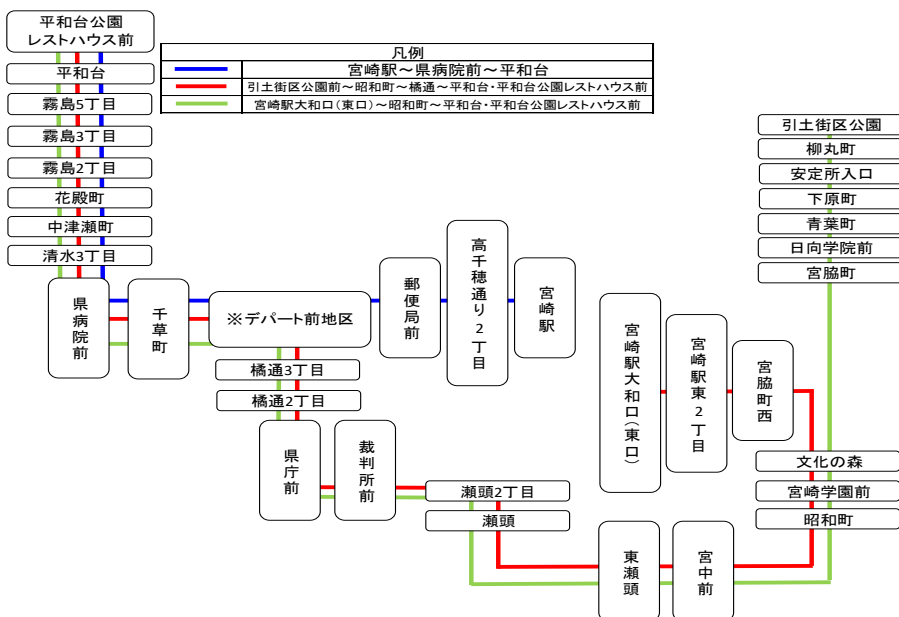 平和台公園
レストハウス前
平和台
霧島5丁目
霧島3丁目
霧島2丁目
花殿町
中津瀬町
清水3丁目
凡例
宮崎駅～県病院前～平和台
引土街区公園前～昭和町～橘通～平和台・平和台公園レストハウス前
宮崎駅大和口(東口)～昭和町～平和台・平和台公園レストハウス前
県病院前
千草町
※デパート前地区
郵便局前
高千穂通り2丁目
宮崎駅
橘通3丁目
橘通2丁目
県庁前
裁判所前
瀬頭2丁目
瀬頭
東瀬頭
宮中前
宮崎駅大和口(東口)
宮崎駅東2丁目
宮脇町西
引土街区公園
柳丸町
安定所入口
下原町
青葉町
日向学院前
宮脇町
文化の森
宮崎学園前
昭和町